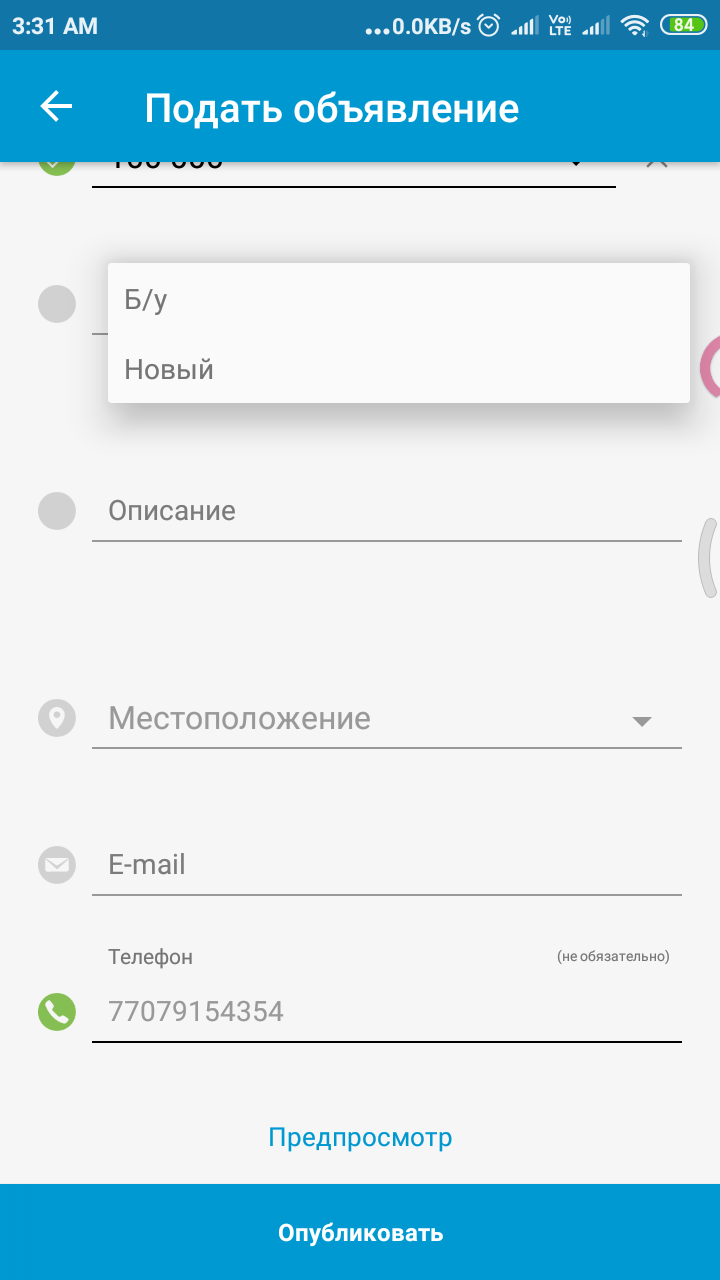 3:31 AM ...0.0KB/s Vo)) LTE 84
Подать объявление
Б/у
Новый
Описание
Местоположение
E-mail
Телефон (не обязательно)
77079154354
Предпросмотр
Опубликовать